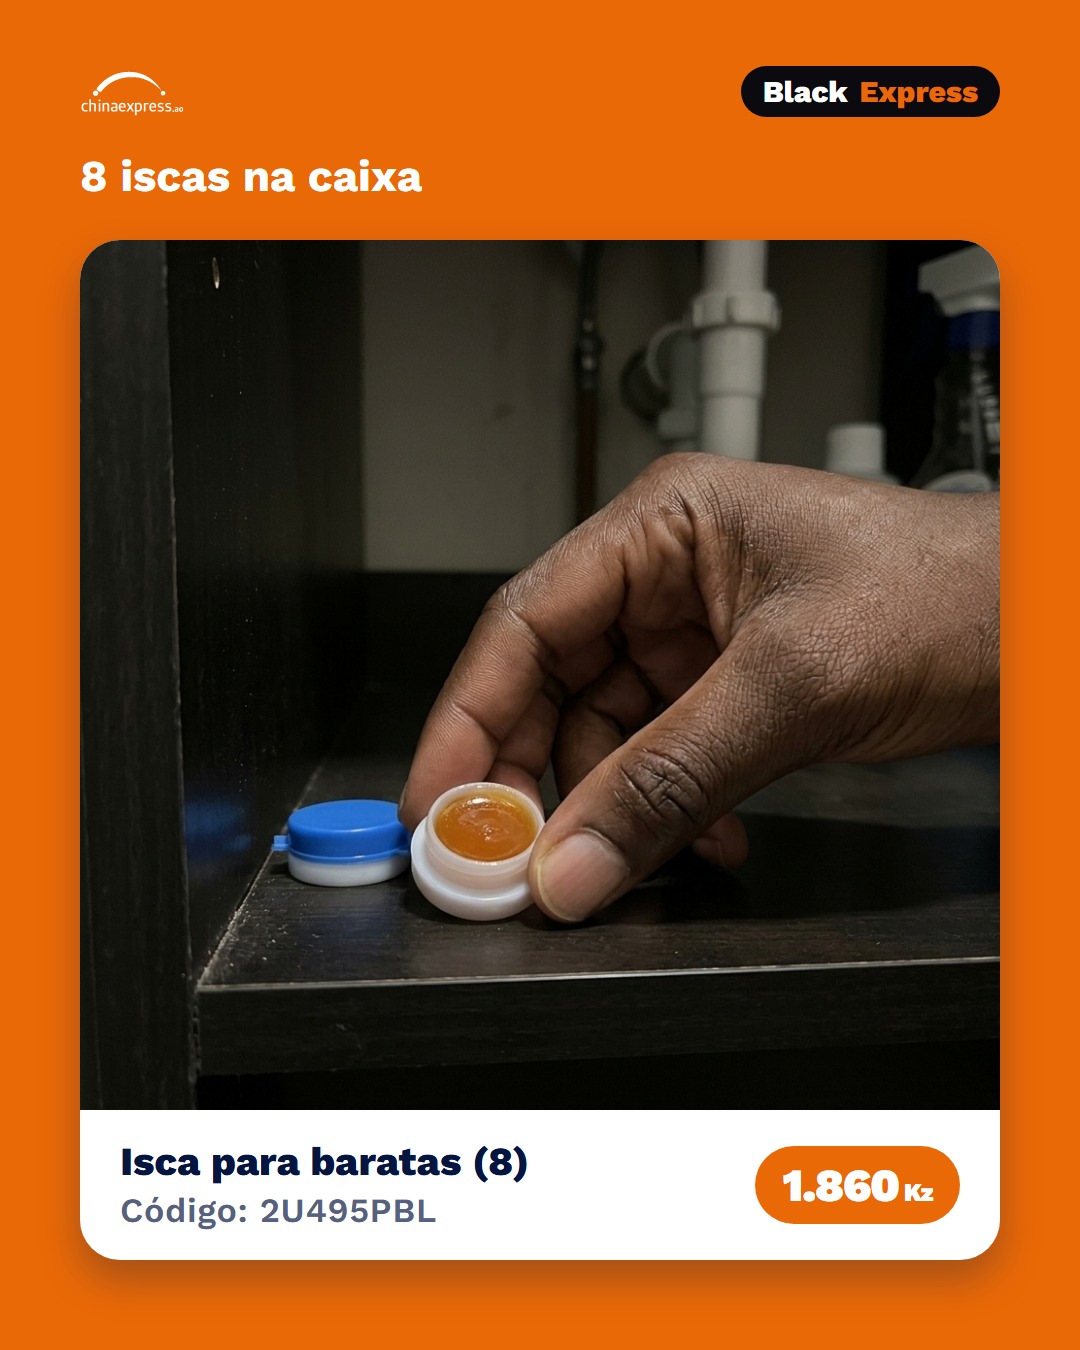 chinaexpress.ao
Black Express
8 iscas na caixa
Isca para baratas (8)
Código: 2U495PBL
1.860 Kz